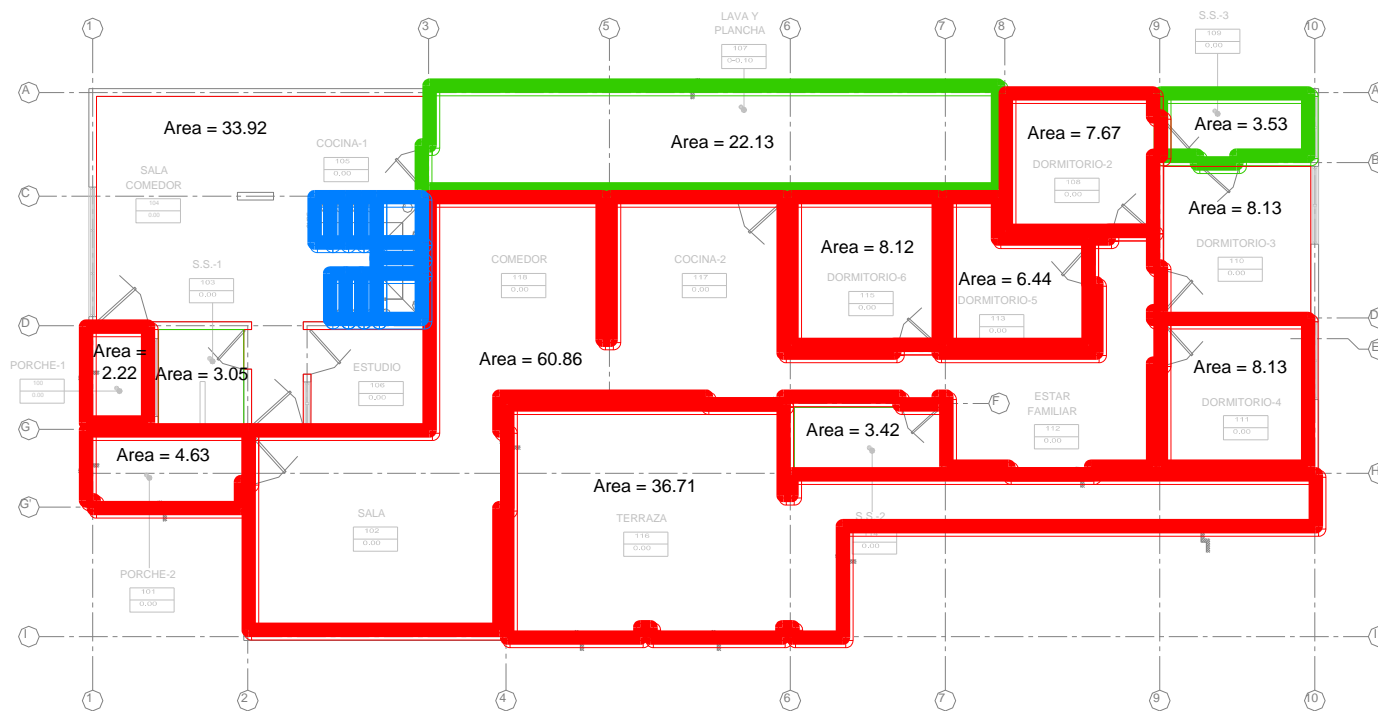 LAVA Y
PLANCHA
107
0-0,10
S.S.-3
109
0,00
1
3
5
6
7
8
9
10
A
A
Area = 33.92
COCINA-1
105
0,00
Area = 22.13
Area = 7.67
DORMITORIO-2
108
0,00
Area = 3.53
B
SALA
COMEDOR
104
0.00
C
C
Area = 8.13
DORMITORIO-3
110
0,00
S.S.-1
103
0,00
COMEDOR
118
0,00
COCINA-2
117
0,00
Area = 8.12
DORMITORIO-6
115
0,00
Area = 6.44
DORMITORIO-5
113
0,00
D
D
E
Area =
2.22
PORCHE-1
100
0.00
Area = 3.05
ESTUDIO
106
0,00
Area = 60.86
Area = 8.13
DORMITORIO-4
111
0,00
ESTAR
FAMILIAR
112
0,00
F
G
Area = 3.42
Area = 4.63
H
Area = 36.71
G'
SALA
102
0.00
TERRAZA
116
0.00
S.S.-2
0,00
PORCHE-2
101
0.00
I
I
1
2
4
6
7
9
10